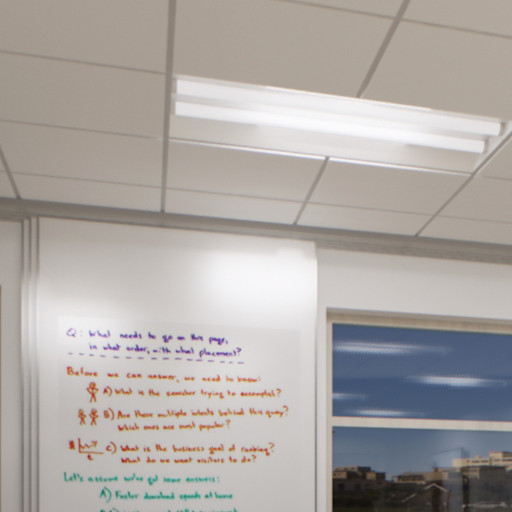 Q: What needs to go on this page,
in what order, with what placement?
Before we can answer, we need to know:
A) What is the searcher trying to accomplish?
B) Are there multiple intents behind this query?
Which ones are most popular?
$ t C) What is the business goal of ranking?
What do we want visitors to do?
Let's assume we've got some answers:
A) Faster download speeds at home